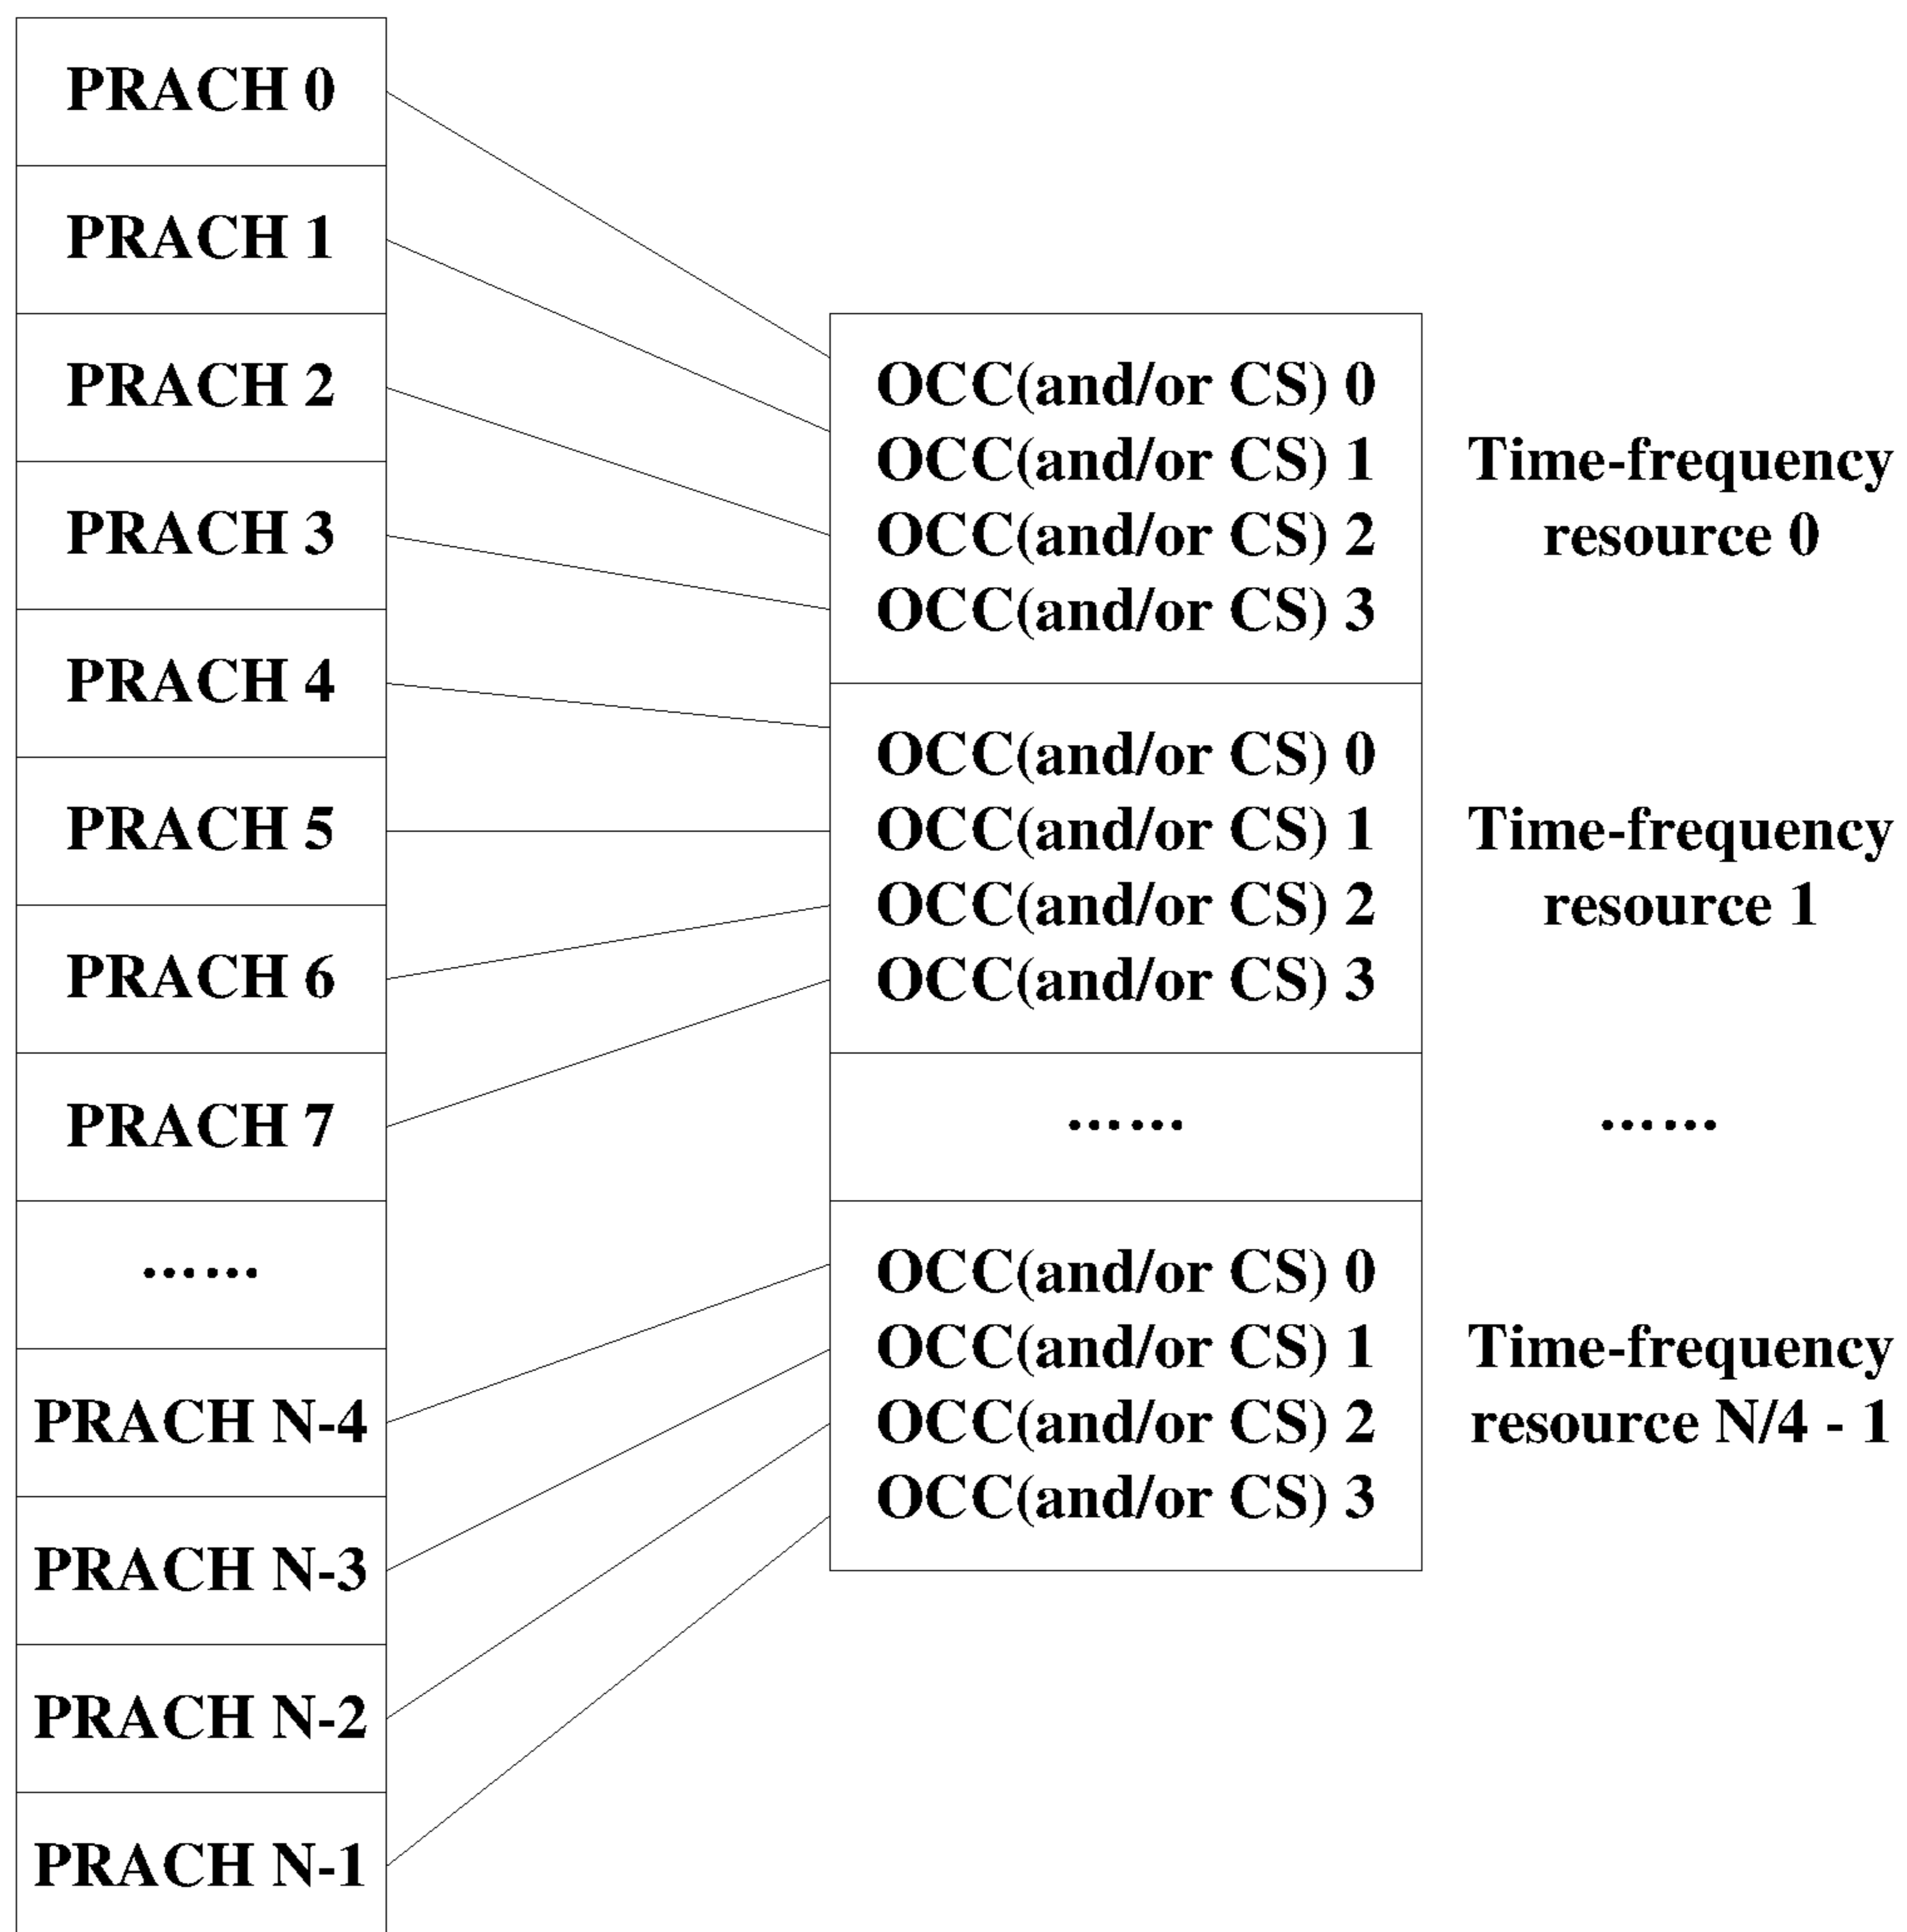 PRACH 0
PRACH 1
PRACH 2
PRACH 3
PRACH 4
PRACH 5
PRACH 6
PRACH 7
......
PRACH N-4
PRACH N-3
PRACH N-2
PRACH N-1
OCC(and/or CS) 0
OCC(and/or CS) 1
OCC(and/or CS) 2
OCC(and/or CS) 3
OCC(and/or CS) 0
OCC(and/or CS) 1
OCC(and/or CS) 2
OCC(and/or CS) 3
......
OCC(and/or CS) 0
OCC(and/or CS) 1
OCC(and/or CS) 2
OCC(and/or CS) 3
Time-frequency
resource 0
Time-frequency
resource 1
......
Time-frequency
resource N/4 - 1